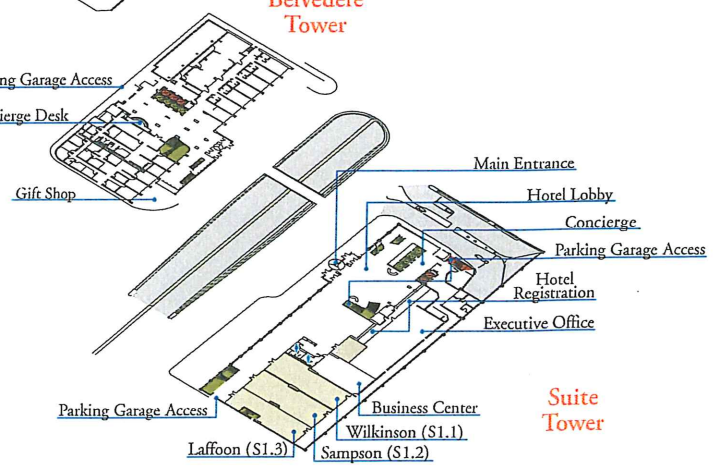 Belvedere
Tower
ng Garage Access
ierge Desk
Gift Shop
Main Entrance
Hotel Lobby
Concierge
Parking Garage Access
Hotel
Registration
Executive Office
Parking Garage Access
Business Center
Wilkinson (S1.1)
Laffoon (S1.3)
Sampson (S1.2)
Suite
Tower